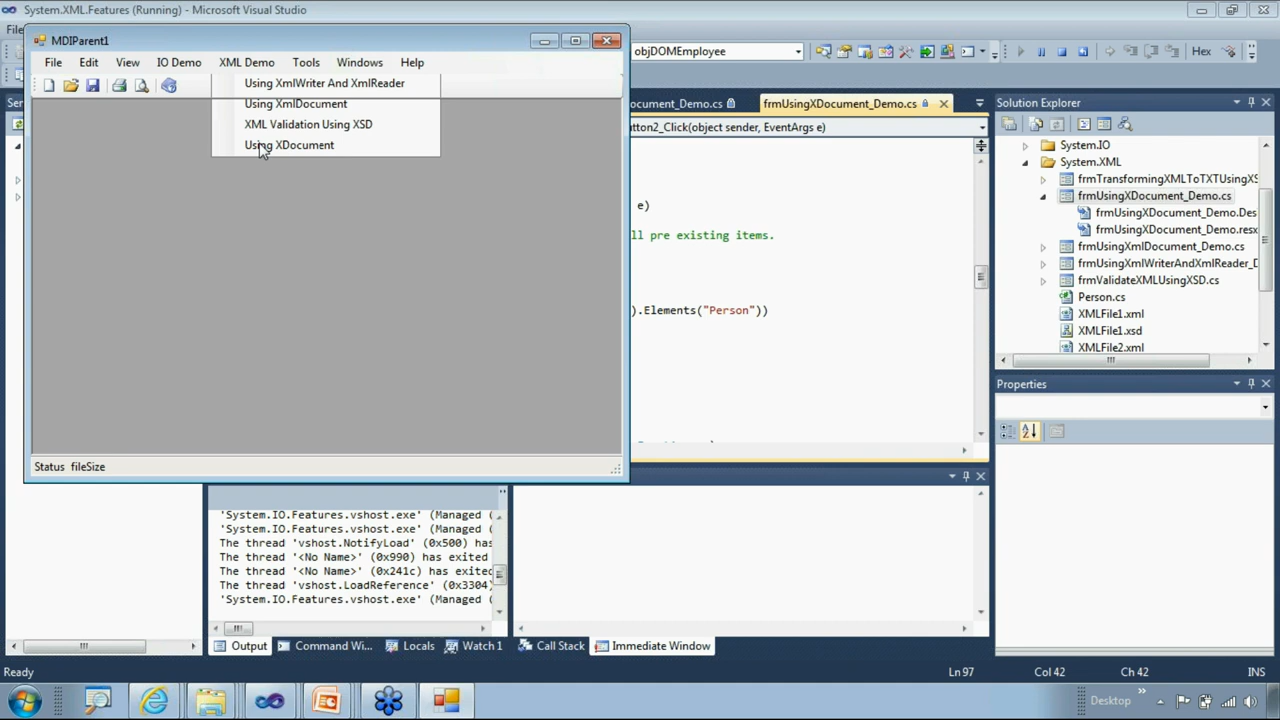 System.XML.Features (Running) - Microsoft Visual Studio
File
MDIParent1
objDOMEmployee
Hex
File Edit View IO Demo XML Demo Tools Windows Help
Using XmlWriter And XmlReader
Using XmlDocument
XML Validation Using XSD
Using XDocument
Status fileSize
Ser
ocument_Demo.cs
frmUsingXDocument_Demo.cs
utton2_Click(object sender, EventArgs e)
e)
ll pre existing items.
).Elements("Person"))
Solution Explorer
System.IO
System.XML
frmTransformingXMLToTXTUsingXS
frmUsingXDocument_Demo.cs
frmUsingXDocument_Demo.Des
frmUsingXDocument_Demo.resx
frmUsingXmlDocument_Demo.cs
frmUsingXmlWriterAndXmlReader_D
frmValidateXMLUsingXSD.cs
Person.cs
XMLFile1.xml
XMLFile1.xsd
XMLFile2.xml
Properties
'System.IO.Features.vshost.exe' (Managed (
'System.IO.Features.vshost.exe' (Managed (
The thread 'vshost.NotifyLoad' (0x500) has
The thread '<No Name>' (0x990) has exited
The thread '<No Name>' (0x241c) has exited
The thread 'vshost.LoadReference' (0x3304)
'System.IO.Features.vshost.exe' (Managed (
Output Command Wi... Locals Watch 1 Call Stack Immediate Window
Ready Ln 97 Col 42 Ch 42 INS
Desktop